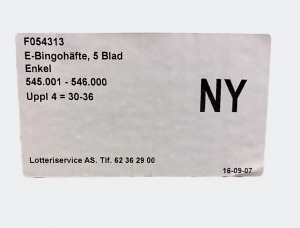 F054313
E-Bingohäfte, 5 Blad
Enkel
545.001 - 546.000
Uppl 4 = 30-36
NY
Lotteriservice AS. Tlf. 62 36 29 00
16-09-07